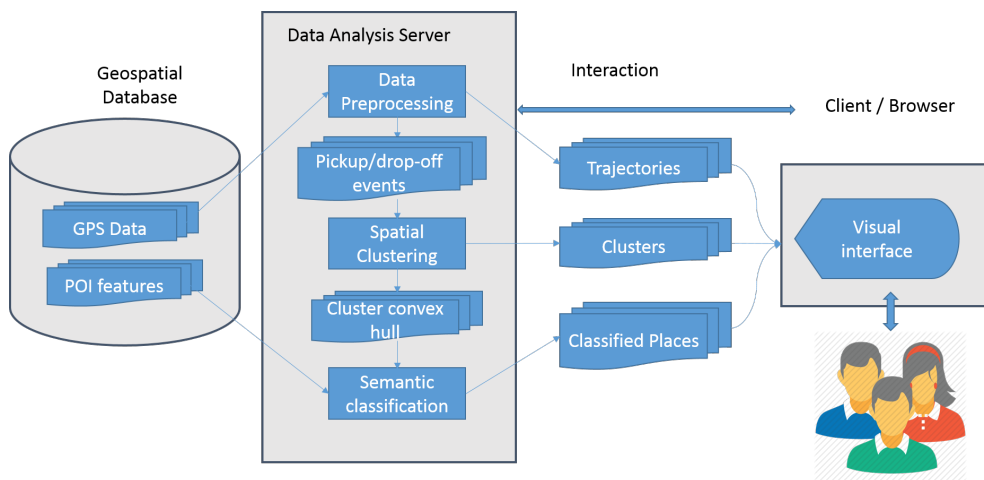 Geospatial
Database
GPS Data
POI features
Data Analysis Server
Data
Preprocessing
Pickup/drop-off
events
Spatial
Clustering
Cluster convex
hull
Semantic
classification
Interaction
Trajectories
Clusters
Classified Places
Client / Browser
Visual
interface